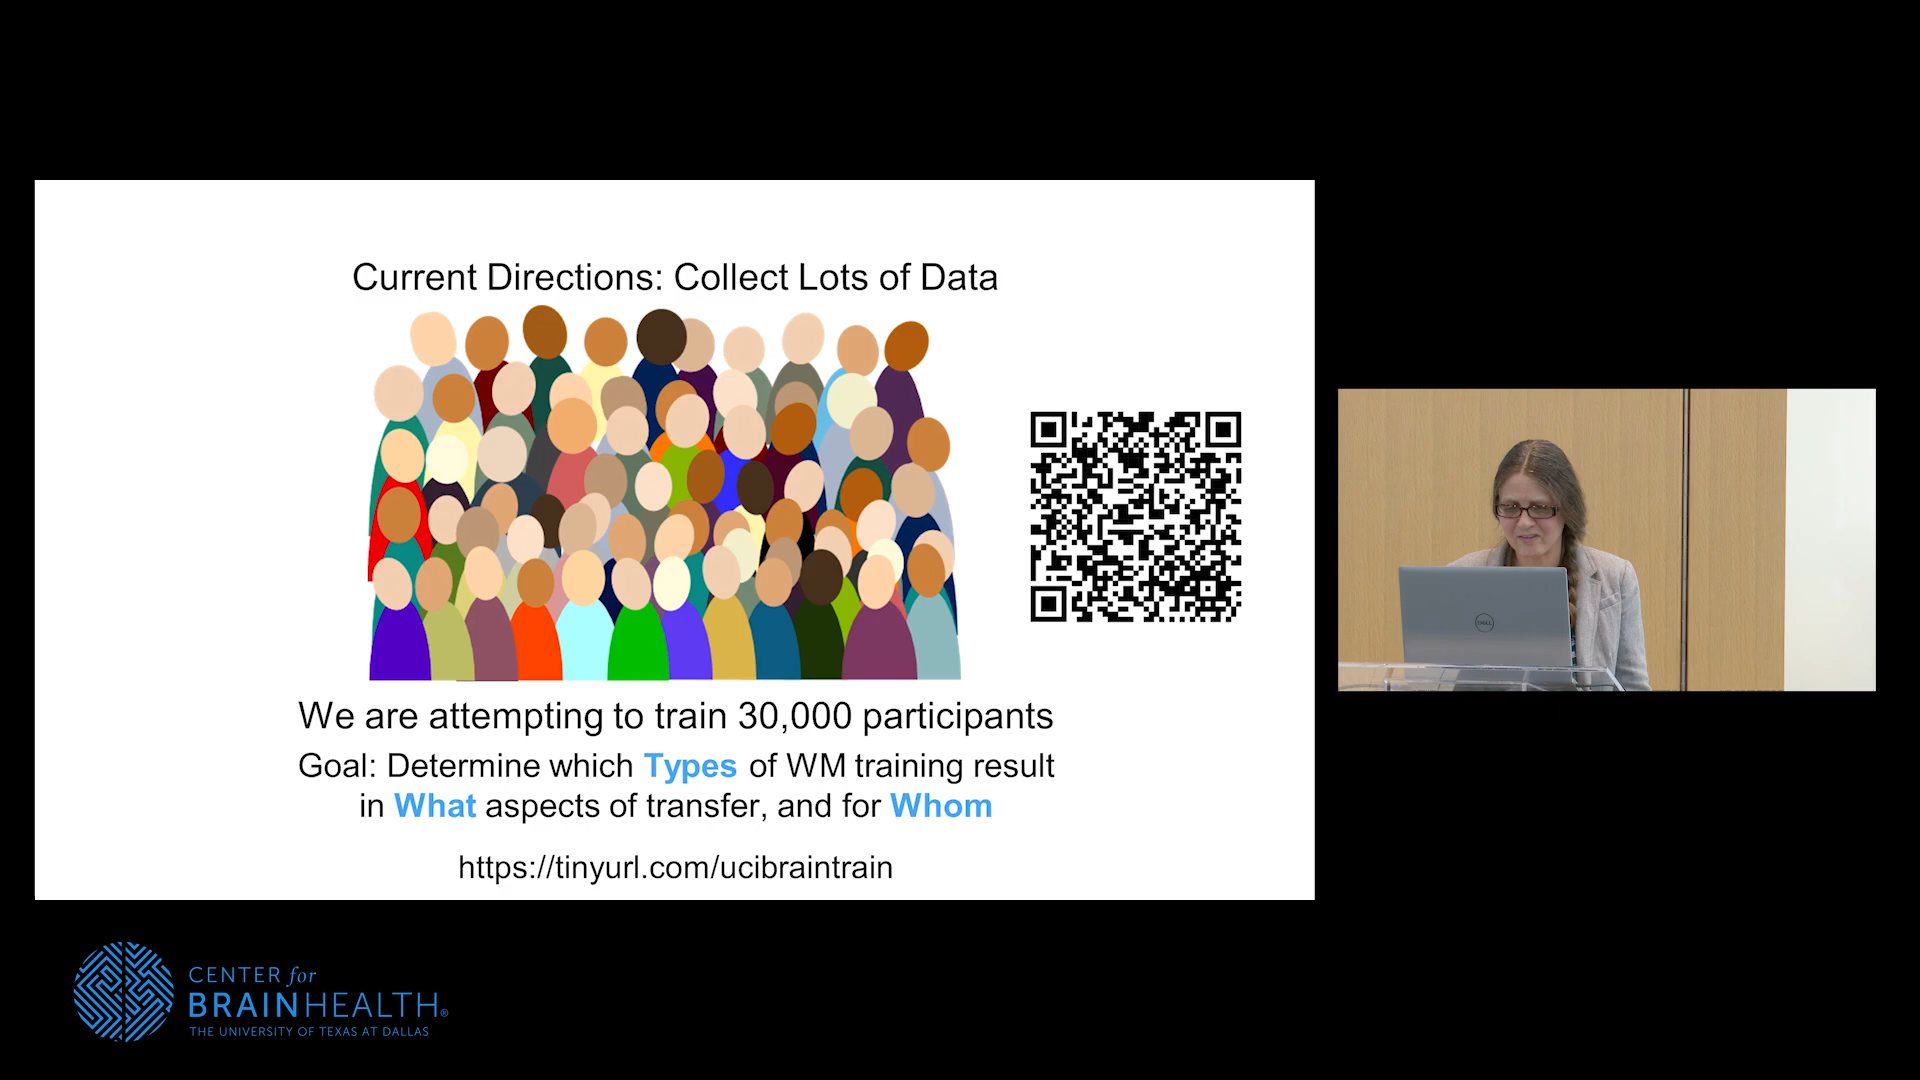 Current Directions: Collect Lots of Data
We are attempting to train 30,000 participants
Goal: Determine which Types of WM training result
in What aspects of transfer, and for Whom
https://tinyurl.com/ucibraintrain
DELL
CENTER for
BRAINHEALTH®
THE UNIVERSITY OF TEXAS AT DALLAS